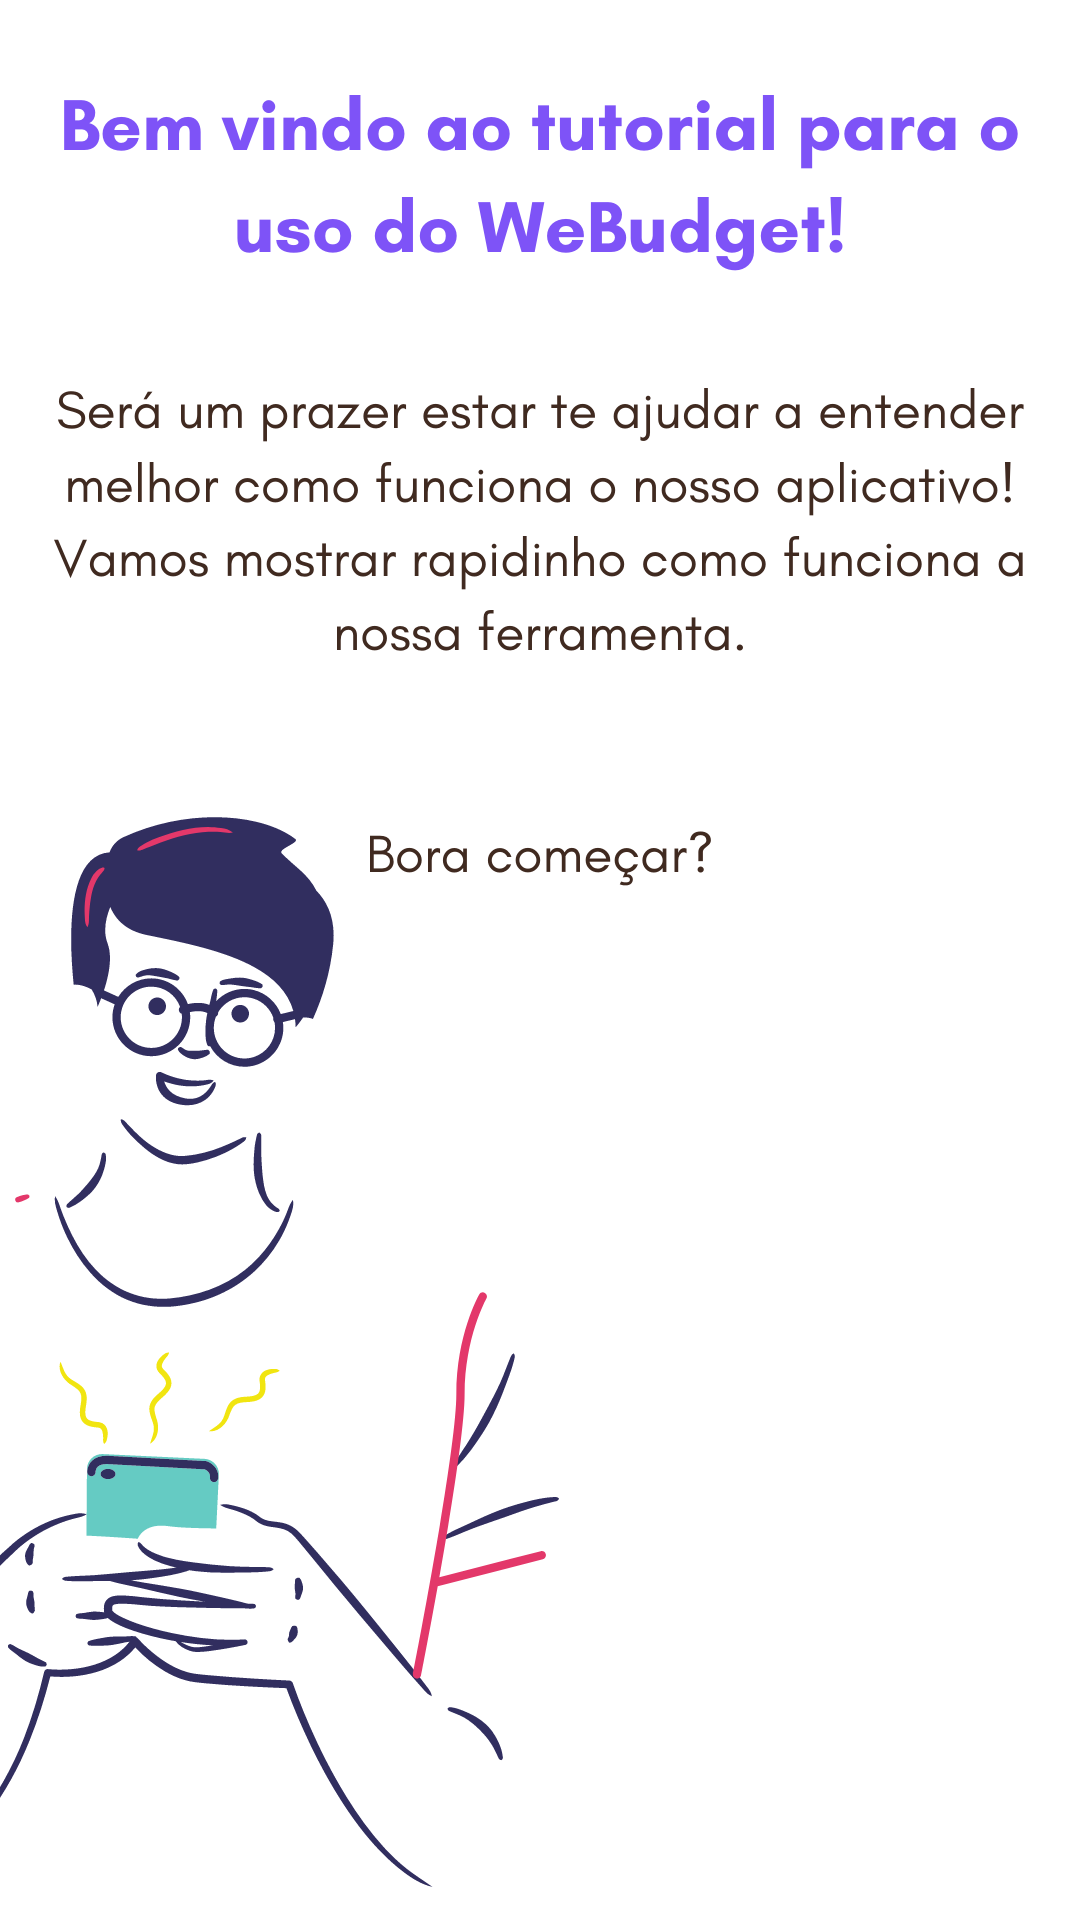 Bem vindo ao tutorial para o
uso do WeBudget!
Será um prazer estar te ajudar a entender
melhor como funciona o nosso aplicativo!
Vamos mostrar rapidinho como funciona a
nossa ferramenta.
Bora começar?